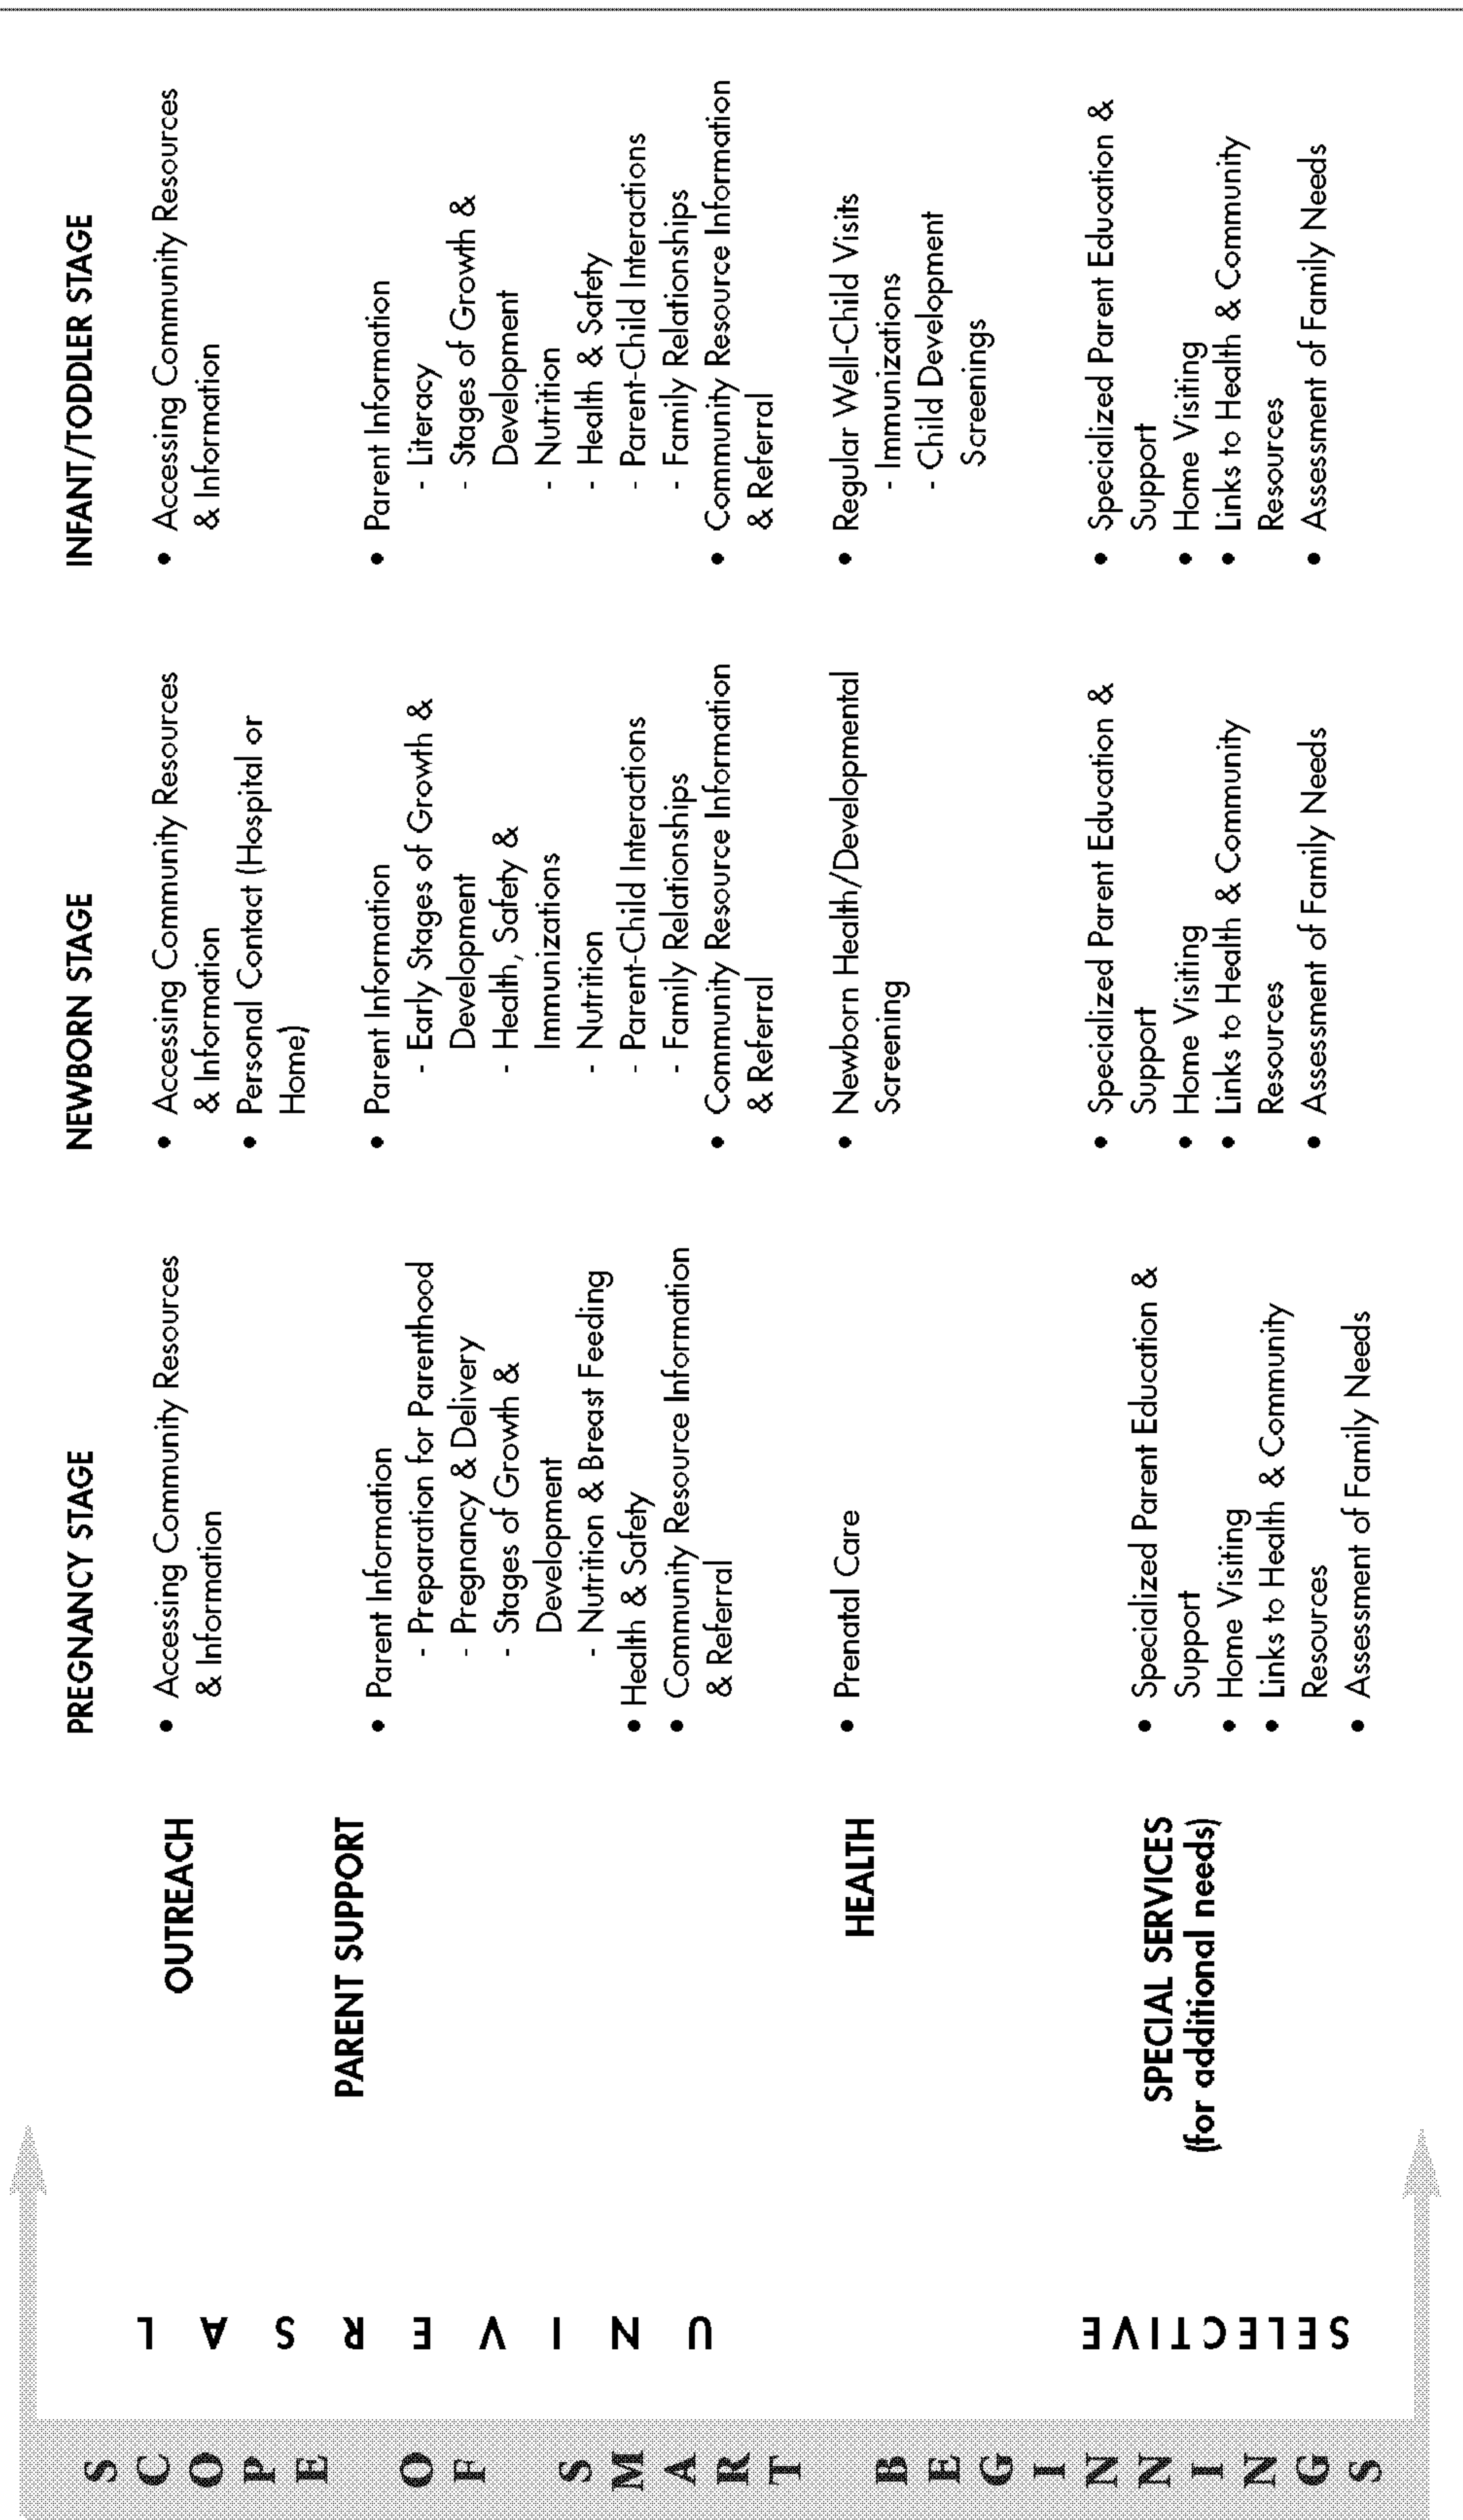 SCOPE OF SMART BEGINNINGS
UNIVERSAL
SELECTIVE
PREGNANCY STAGE
NEWBORN STAGE
INFANT/TODDLER STAGE
OUTREACH
• Accessing Community Resources
& Information
• Accessing Community Resources
& Information
• Personal Contact (Hospital or
Home)
• Accessing Community Resources
& Information
PARENT SUPPORT
• Parent Information
- Preparation for Parenthood
- Pregnancy & Delivery
- Stages of Growth &
Development
- Nutrition & Breast Feeding
• Health & Safety
• Community Resource Information
& Referral
• Parent Information
- Early Stages of Growth &
Development
- Health, Safety &
Immunizations
- Nutrition
- Parent-Child Interactions
- Family Relationships
• Community Resource Information
& Referral
• Parent Information
- Literacy
- Stages of Growth &
Development
- Nutrition
- Health & Safety
- Parent-Child Interactions
- Family Relationships
• Community Resource Information
& Referral
HEALTH
• Prenatal Care
• Newborn Health/Developmental
Screening
• Regular Well-Child Visits
- Immunizations
- Child Development
Screenings
SPECIAL SERVICES
(for additional needs)
• Specialized Parent Education &
Support
• Home Visiting
• Links to Health & Community
Resources
• Assessment of Family Needs
• Specialized Parent Education &
Support
• Home Visiting
• Links to Health & Community
Resources
• Assessment of Family Needs
• Specialized Parent Education &
Support
• Home Visiting
• Links to Health & Community
Resources
• Assessment of Family Needs